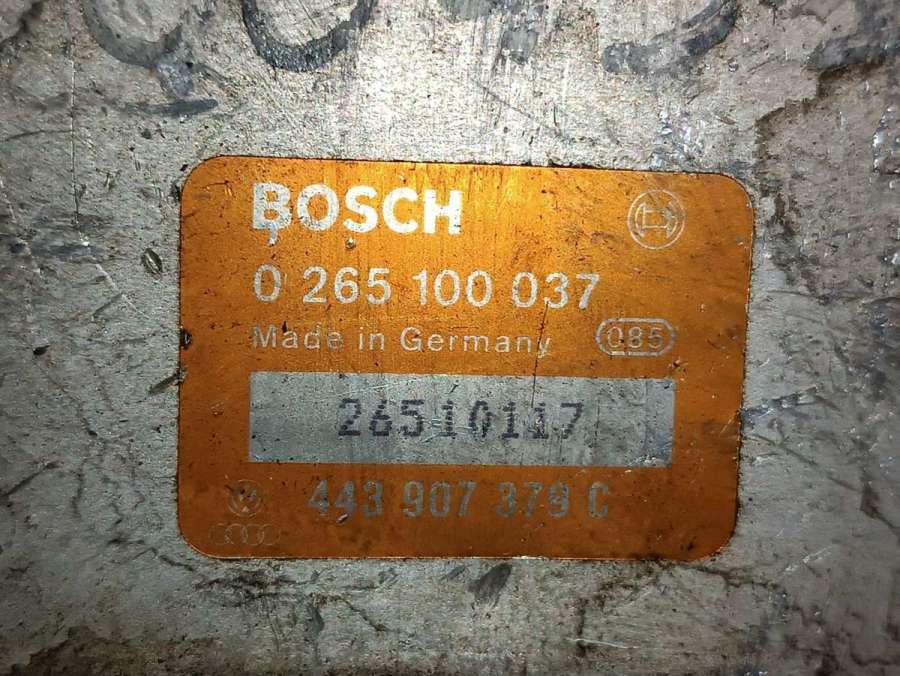 BOSCH
0 265 100 037
Made in Germany 085
26510117
443 907 379 C